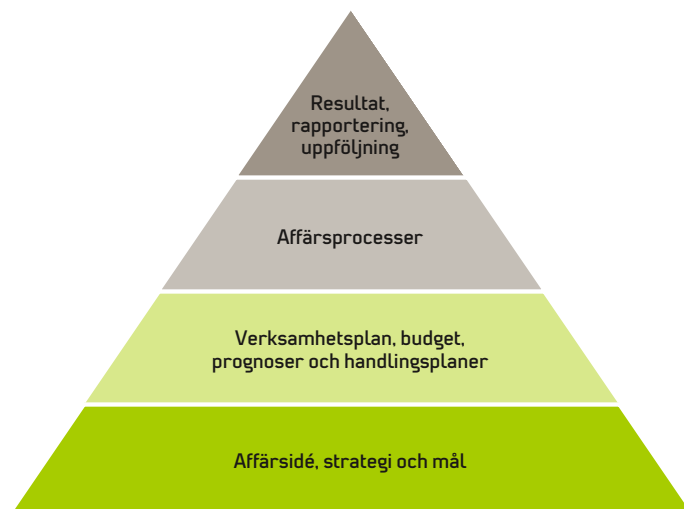 Resultat,
rapportering,
uppföljning
Affärsprocesser
Verksamhetsplan, budget,
prognoser och handlingsplaner
Affärsidé, strategi och mål